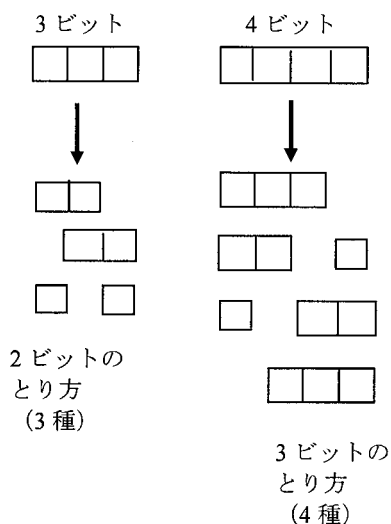 3 ビット
4 ビット
2 ビットの
とり方
(3 種)
3 ビットの
とり方
(4 種)